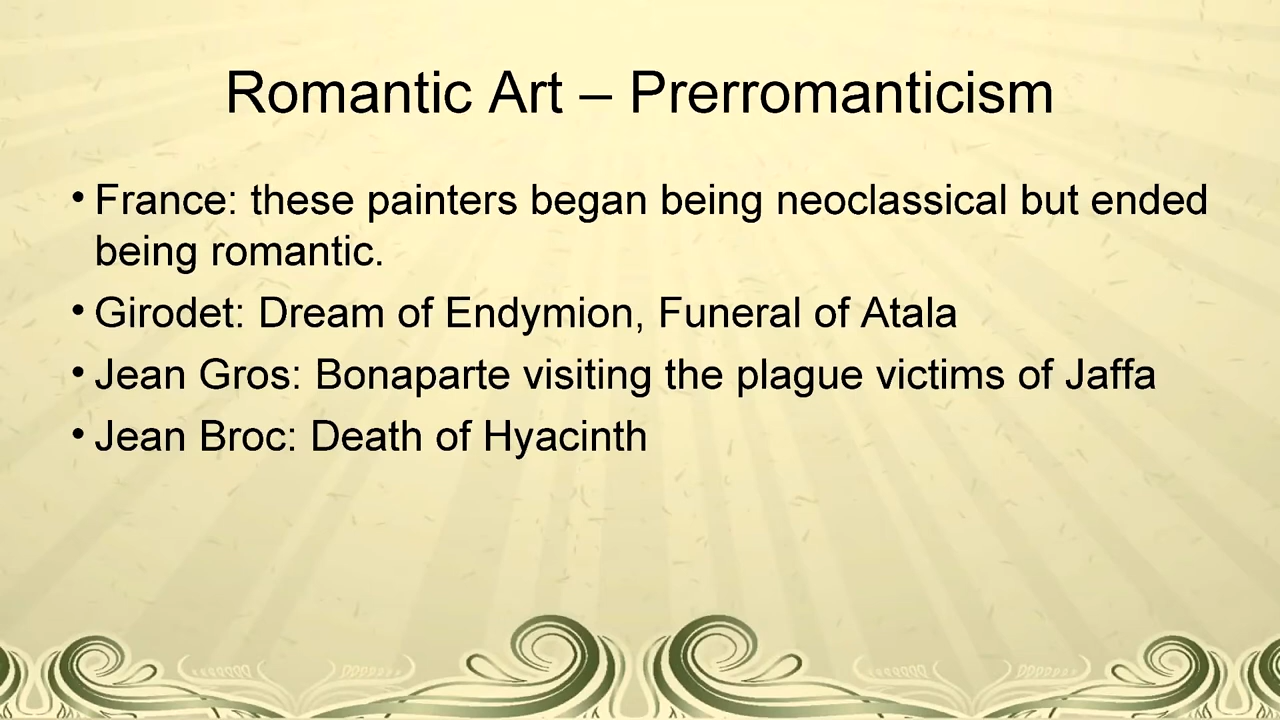 Romantic Art – Prerromanticism
• France: these painters began being neoclassical but ended
being romantic.
• Girodet: Dream of Endymion, Funeral of Atala
• Jean Gros: Bonaparte visiting the plague victims of Jaffa
• Jean Broc: Death of Hyacinth